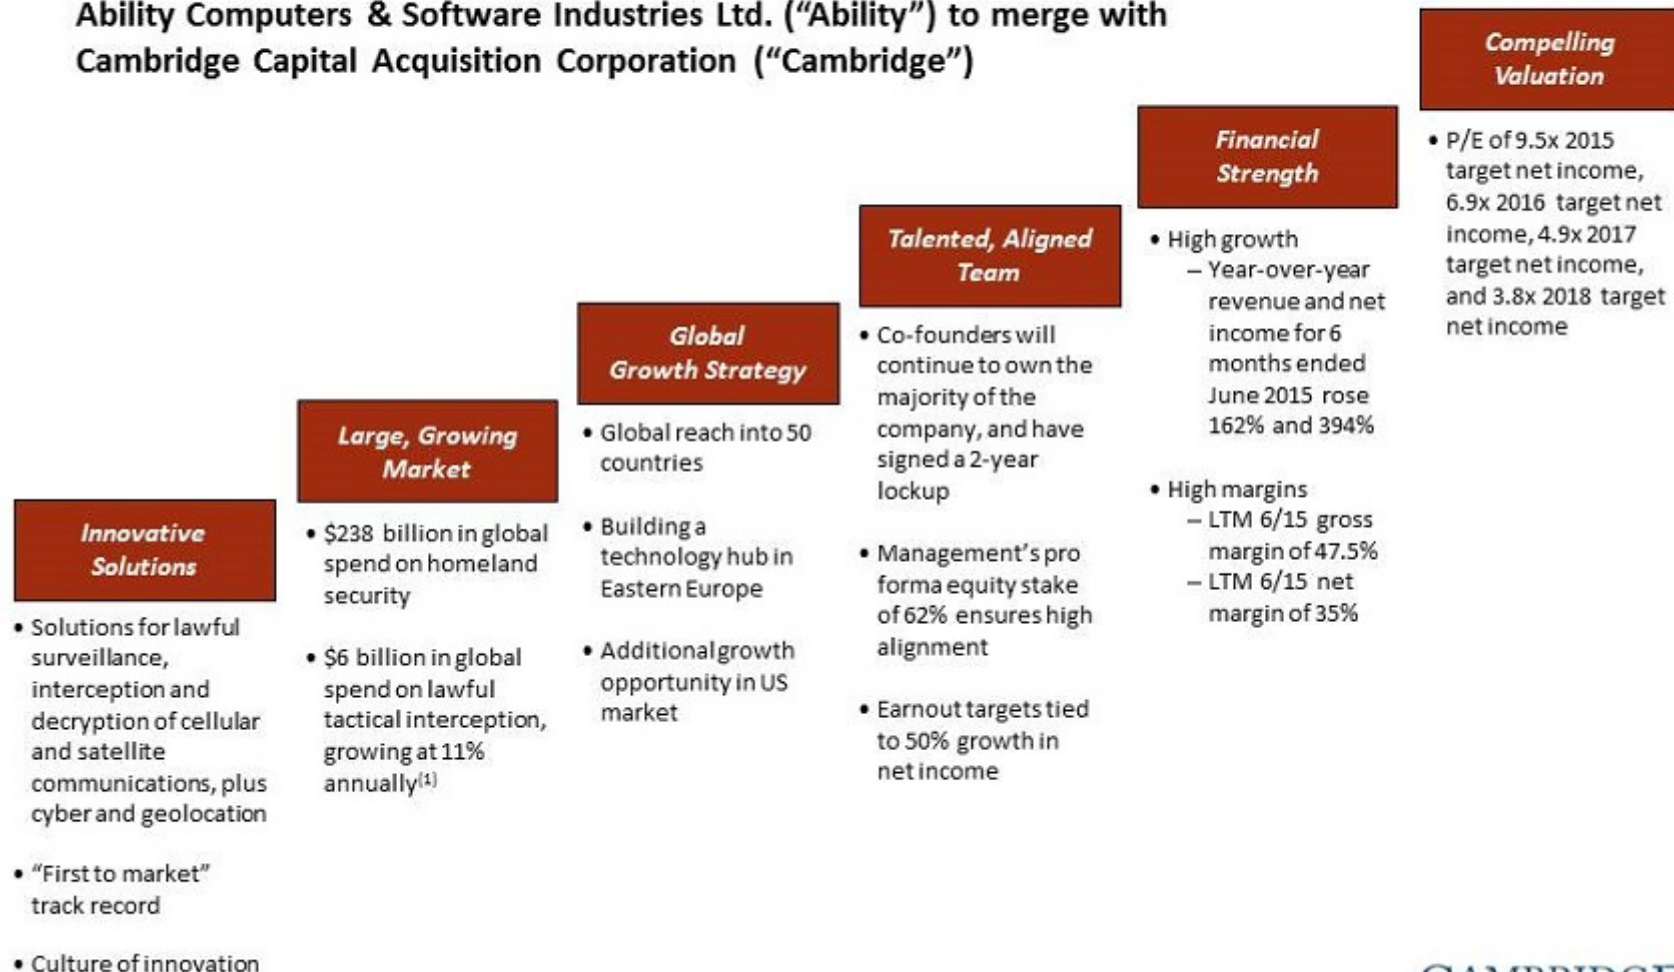 Ability Computers & Software Industries Ltd. (“Ability”) to merge with
Cambridge Capital Acquisition Corporation (“Cambridge”)
Innovative
Solutions
• Solutions for lawful
surveillance,
interception and
decryption of cellular
and satellite
communications, plus
cyber and geolocation
• “First to market”
track record
• Culture of innovation
Large, Growing
Market
• $238 billion in global
spend on homeland
security
• $6 billion in global
spend on lawful
tactical interception,
growing at 11%
annually(1)
Global
Growth Strategy
• Global reach into 50
countries
• Building a
technology hub in
Eastern Europe
• Additional growth
opportunity in US
market
Talented, Aligned
Team
• Co-founders will
continue to own the
majority of the
company, and have
signed a 2-year
lockup
• Management’s pro
forma equity stake
of 62% ensures high
alignment
• Earnout targets tied
to 50% growth in
net income
Financial
Strength
• High growth
– Year-over-year
revenue and net
income for 6
months ended
June 2015 rose
162% and 394%
• High margins
– LTM 6/15 gross
margin of 47.5%
– LTM 6/15 net
margin of 35%
Compelling
Valuation
• P/E of 9.5x 2015
target net income,
6.9x 2016 target net
income, 4.9x 2017
target net income,
and 3.8x 2018 target
net income
CAMBRIDGE